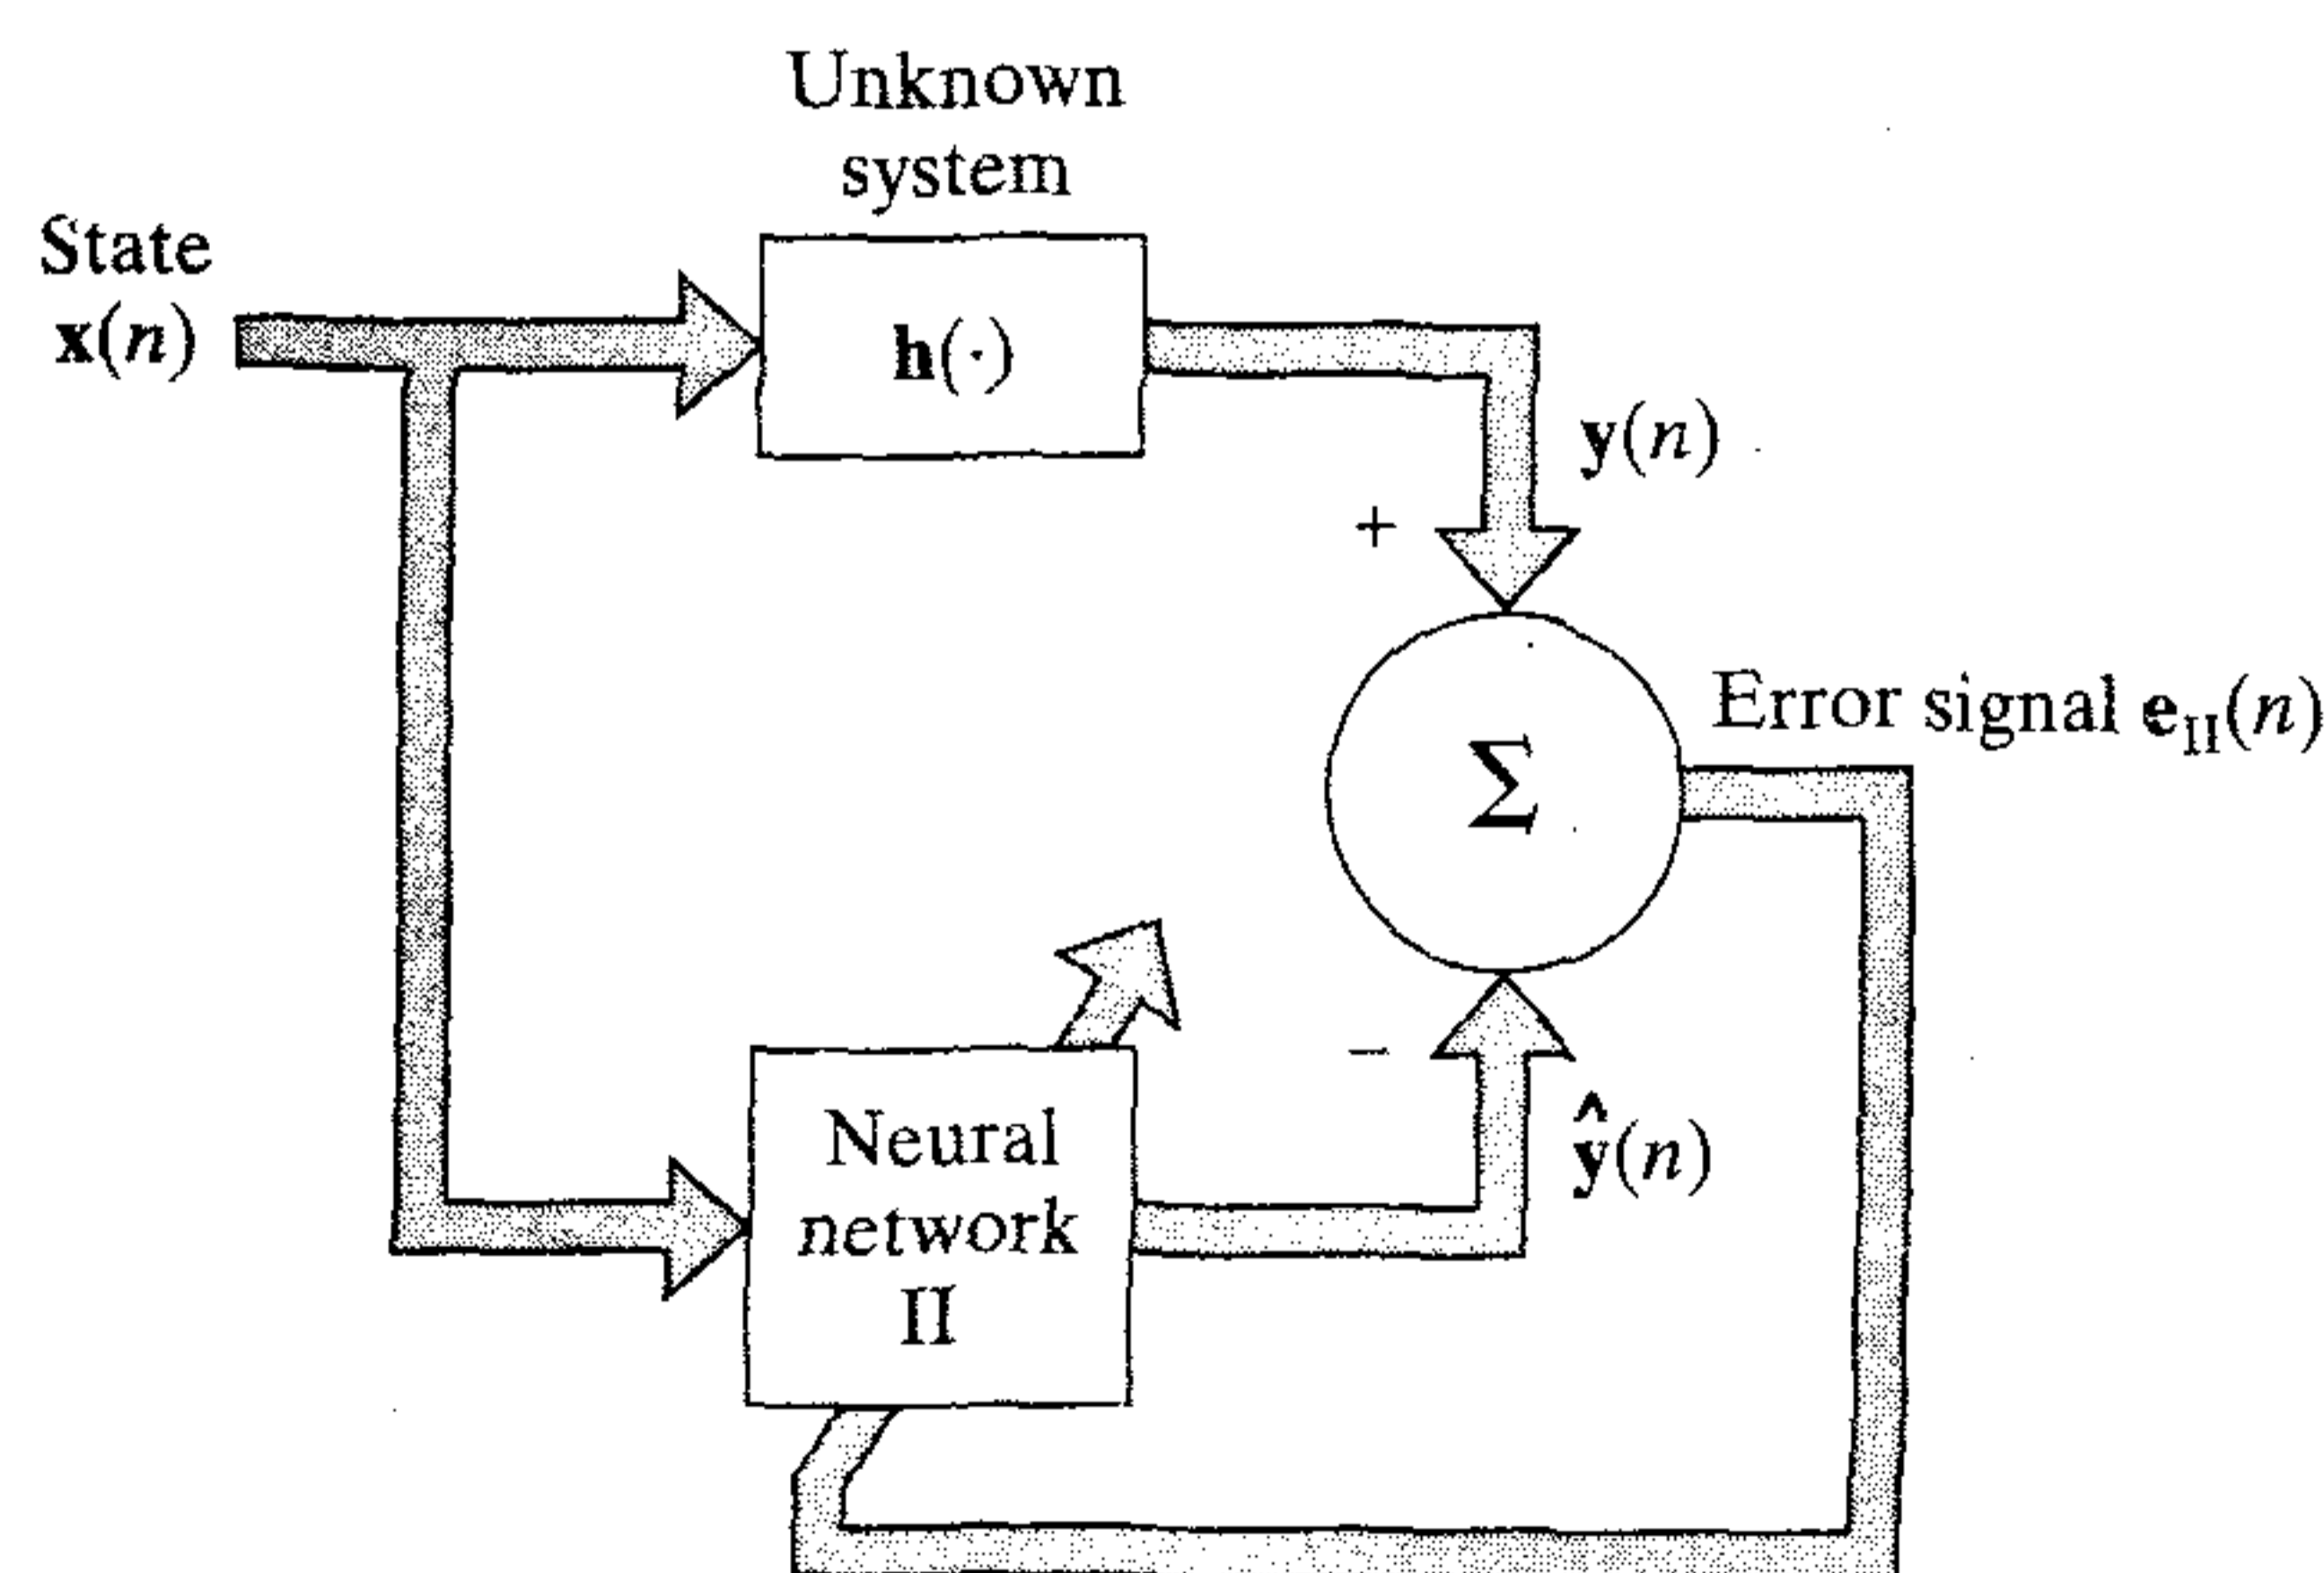 Unknown
system
State
x(n)
h(·)
y(n)
+
Σ
Error signal e_II(n)
−
ŷ(n)
Neural
network
II